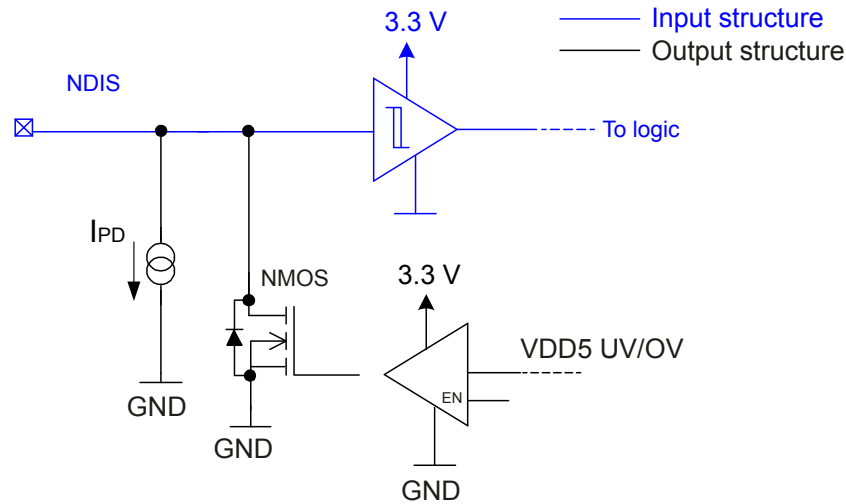 3.3 V
Input structure
Output structure
NDIS
To logic
IPD
NMOS
3.3 V
VDD5 UV/OV
EN
GND
GND
GND